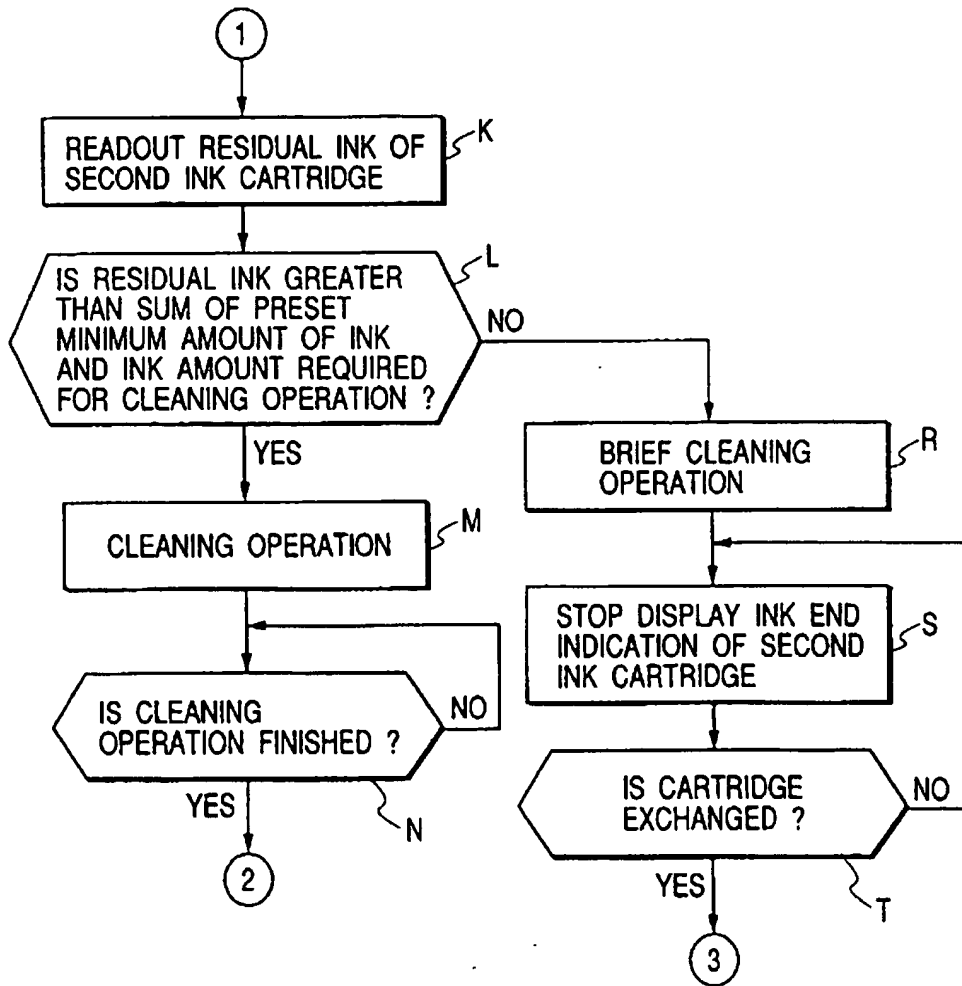 1
READOUT RESIDUAL INK OF
SECOND INK CARTRIDGE
K
IS RESIDUAL INK GREATER
THAN SUM OF PRESET
MINIMUM AMOUNT OF INK
AND INK AMOUNT REQUIRED
FOR CLEANING OPERATION ?
L
NO
YES
CLEANING OPERATION
M
IS CLEANING
OPERATION FINISHED ?
NO
N
YES
2
BRIEF CLEANING
OPERATION
R
STOP DISPLAY INK END
INDICATION OF SECOND
INK CARTRIDGE
S
IS CARTRIDGE
EXCHANGED ?
NO
T
YES
3